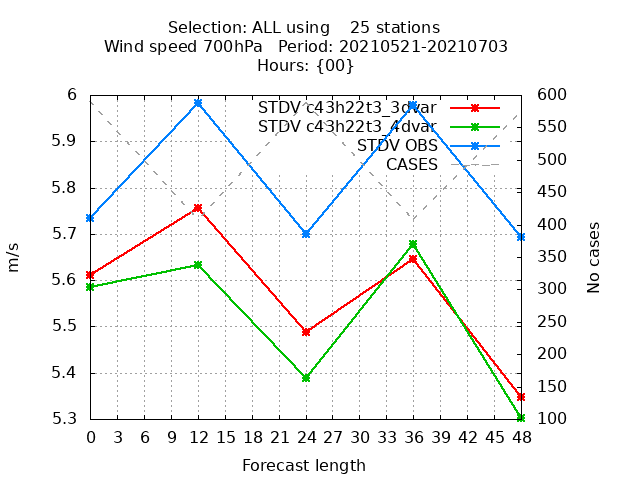 Selection: ALL using    25 stations
Wind speed 700hPa   Period: 20210521-20210703
Hours: {00}
STDV c43h22t3_3dvar
STDV c43h22t3_4dvar
STDV OBS
CASES
6
5.9
5.8
5.7
5.6
5.5
5.4
5.3
m/s
600
550
500
450
400
350
300
250
200
150
100
No cases
0 3 6 9 12 15 18 21 24 27 30 33 36 39 42 45 48
Forecast length